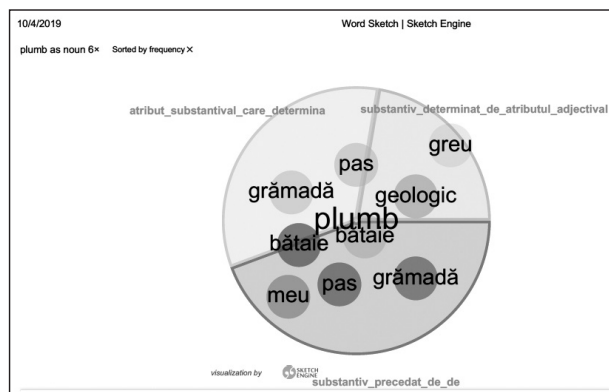 10/4/2019 Word Sketch | Sketch Engine
plumb as noun 6× Sorted by frequency ×
atribut_substantival_care_determina substantiv_determinat_de_atributul_adjectival
greu
pas
grămadă geologic
plumb
bătaie bătaie
meu pas grămadă
visualization by SKETCH ENGINE
substantiv_precedat_de_de